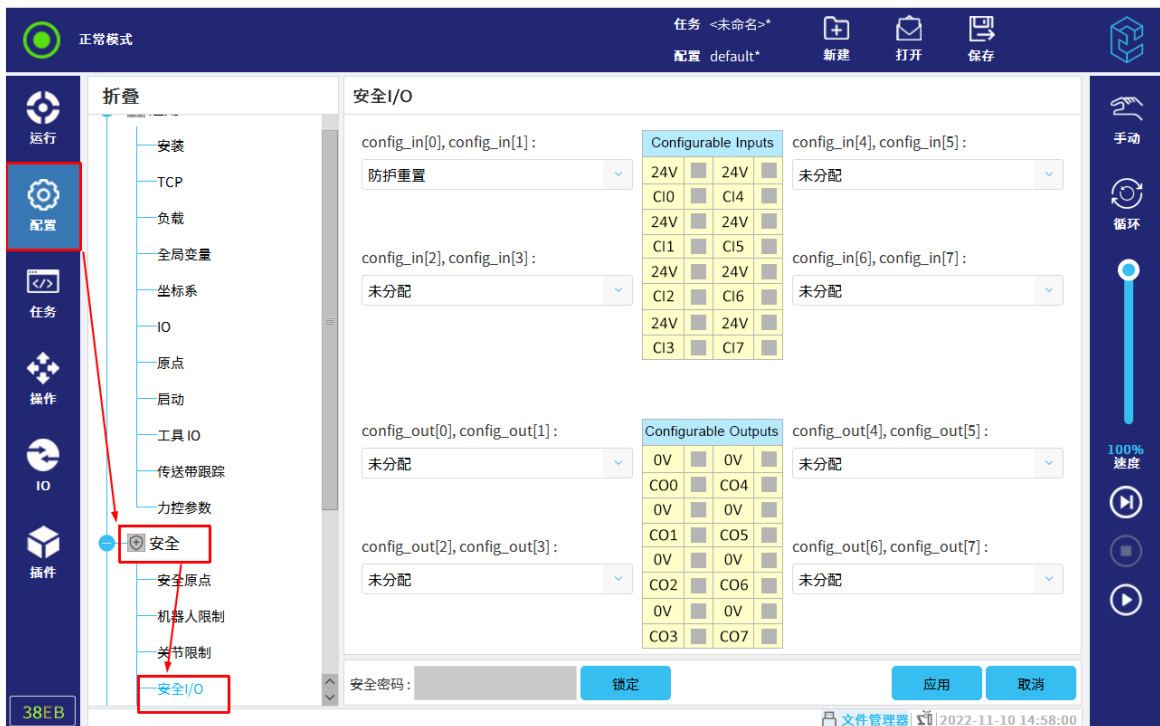 正常模式
任务 <未命名>*
配置 default*
新建
打开
保存
运行
配置
任务
操作
IO
插件
38EB
折叠
安装
TCP
负载
全局变量
坐标系
IO
原点
启动
工具 IO
传送带跟踪
力控参数
安全
安全原点
机器人限制
关节限制
安全I/O
安全I/O
config_in[0], config_in[1] :
防护重置
config_in[2], config_in[3] :
未分配
Configurable Inputs
24V 24V
CI0 CI4
24V 24V
CI1 CI5
24V 24V
CI2 CI6
24V 24V
CI3 CI7
config_in[4], config_in[5] :
未分配
config_in[6], config_in[7] :
未分配
config_out[0], config_out[1] :
未分配
config_out[2], config_out[3] :
未分配
Configurable Outputs
0V 0V
CO0 CO4
0V 0V
CO1 CO5
0V 0V
CO2 CO6
0V 0V
CO3 CO7
config_out[4], config_out[5] :
未分配
config_out[6], config_out[7] :
未分配
安全密码 :
锁定
应用
取消
文件管理器
2022-11-10 14:58:00
手动
循环
100%
速度